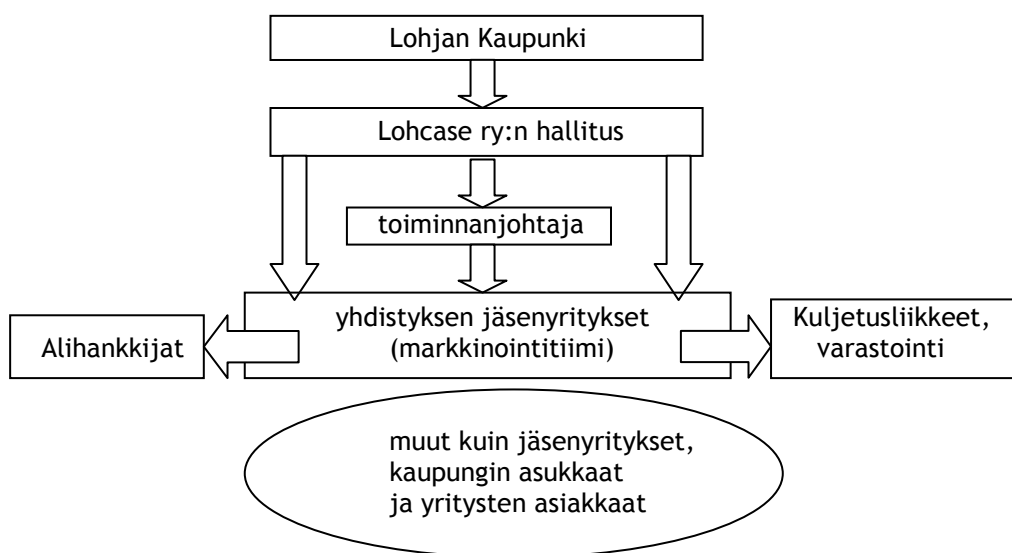 Lohjan Kaupunki
Lohcase ry:n hallitus
toiminnanjohtaja
yhdistyksen jäsenyritykset
(markkinointitiimi)
Alihankkijat
Kuljetusliikkeet,
varastointi
muut kuin jäsenyritykset,
kaupungin asukkaat
ja yritysten asiakkaat